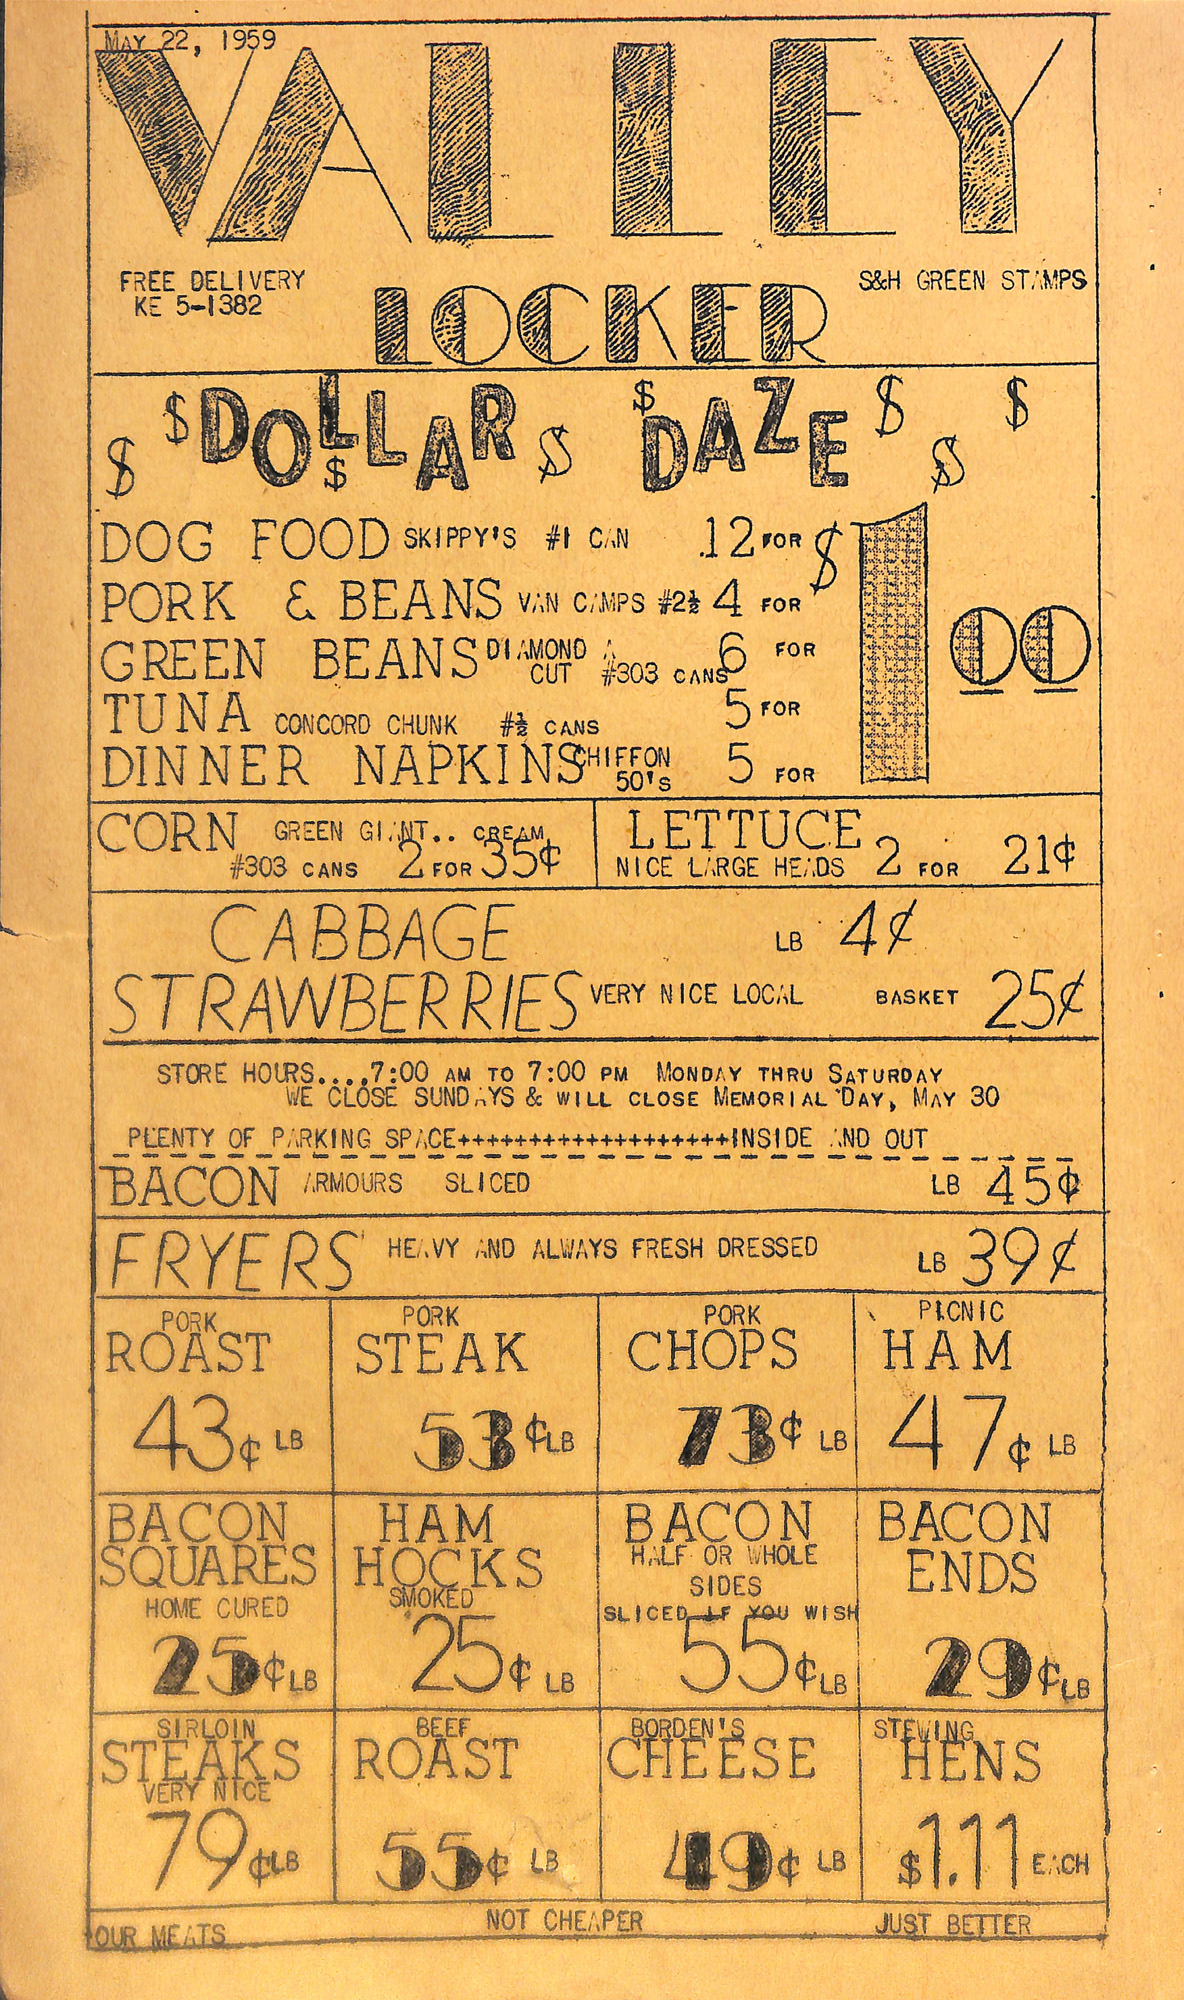 MAY 22, 1959
VALLEY
FREE DELIVERY
KE 5-1382
LOCKER
S&H GREEN STAMPS
$ $ DOLLAR $ $ $ DAZE $ $ $
DOG FOOD SKIPPY'S #1 CAN 12 FOR $1.00
PORK & BEANS VAN CAMPS #2½ 4 FOR
GREEN BEANS DIAMOND A CUT #303 CANS 6 FOR
TUNA CONCORD CHUNK #½ CANS 5 FOR
DINNER NAPKINS CHIFFON 50's 5 FOR
CORN GREEN GIANT.. CREAM
#303 CANS 2 FOR 35¢
LETTUCE
NICE LARGE HEADS 2 FOR 21¢
CABBAGE LB 4¢
STRAWBERRIES VERY NICE LOCAL BASKET 25¢
STORE HOURS....7:00 AM TO 7:00 PM MONDAY THRU SATURDAY
WE CLOSE SUNDAYS & WILL CLOSE MEMORIAL DAY, MAY 30
PLENTY OF PARKING SPACE+++++++++++++++++++INSIDE AND OUT
BACON ARMOURS SLICED LB 45¢
FRYERS HEAVY AND ALWAYS FRESH DRESSED LB 39¢
PORK
ROAST
43¢ LB
PORK
STEAK
53¢ LB
PORK
CHOPS
73¢ LB
PICNIC
HAM
47¢ LB
BACON
SQUARES
HOME CURED
25¢ LB
HAM
HOCKS
SMOKED
25¢ LB
BACON
HALF OR WHOLE
SIDES
SLICED IF YOU WISH
55¢ LB
BACON
ENDS
29¢ LB
SIRLOIN
STEAKS
VERY NICE
79¢ LB
BEEF
ROAST
55¢ LB
BORDEN'S
CHEESE
49¢ LB
STEWING
HENS
$1.11 EACH
OUR MEATS NOT CHEAPER JUST BETTER